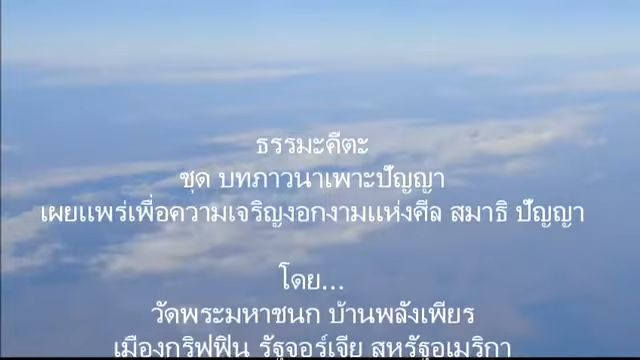 ธรรมะคีตะ
ชุด บทภาวนาเพาะปัญญา
เผยแพร่เพื่อความเจริญงอกงามแห่งศีล สมาธิ ปัญญา
โดย...
วัดพระมหาชนก บ้านพลังเพียร
เมืองกริฟฟิน รัฐจอร์เจีย สหรัฐอเมริกา